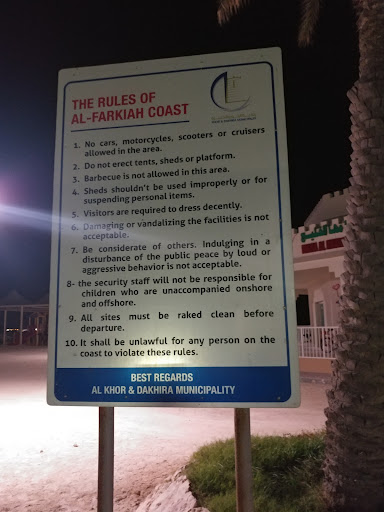 THE RULES OF
AL-FARKIAH COAST
1. No cars, motorcycles, scooters or cruisers
allowed in the area.
2. Do not erect tents, sheds or platform.
3. Barbecue is not allowed in this area.
4. Sheds shouldn't be used improperly or for
suspending personal items.
5. Visitors are required to dress decently.
6. Damaging or vandalizing the facilities is not
acceptable.
7. Be considerate of others. Indulging in a
disturbance of the public peace by loud or
aggressive behavior is not acceptable.
8- the security staff will not be responsible for
children who are unaccompanied onshore
and offshore.
9. All sites must be raked clean before
departure.
10. It shall be unlawful for any person on the
coast to violate these rules.
BEST REGARDS
AL KHOR & DAKHIRA MUNICIPALITY